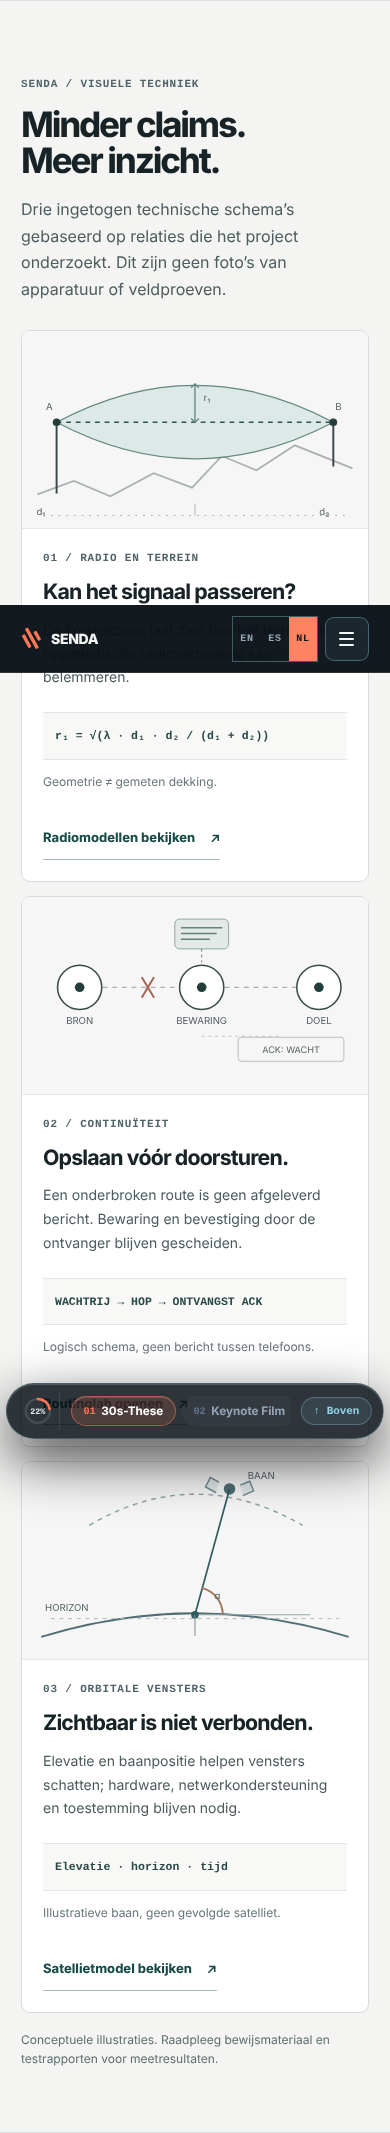 SENDA / VISUELE TECHNIEK
Minder claims.
Meer inzicht.
Drie ingetogen technische schema's
gebaseerd op relaties die het project
onderzoekt. Dit zijn geen foto's van
apparatuur of veldproeven.
A
B
r₁
d₁
d₂
01 / RADIO EN TERREIN
Kan het signaal passeren?
SENDA
EN ES NL
belemmeren.
r₁ = √(λ · d₁ · d₂ / (d₁ + d₂))
Geometrie ≠ gemeten dekking.
Radiomodellen bekijken ↗
BRON
BEWARING
DOEL
ACK: WACHT
02 / CONTINUÏTEIT
Opslaan vóór doorsturen.
Een onderbroken route is geen afgeleverd
bericht. Bewaring en bevestiging door de
ontvanger blijven gescheiden.
WACHTRIJ → HOP → ONTVANGST ACK
Logisch schema, geen bericht tussen telefoons.
Routinglab openen ↗
22%
01 30s-These
02 Keynote Film
↑ Boven
BAAN
α
HORIZON
03 / ORBITALE VENSTERS
Zichtbaar is niet verbonden.
Elevatie en baanpositie helpen vensters
schatten; hardware, netwerkondersteuning
en toestemming blijven nodig.
Elevatie · horizon · tijd
Illustratieve baan, geen gevolgde satelliet.
Satellietmodel bekijken ↗
Conceptuele illustraties. Raadpleeg bewijsmateriaal en
testrapporten voor meetresultaten.